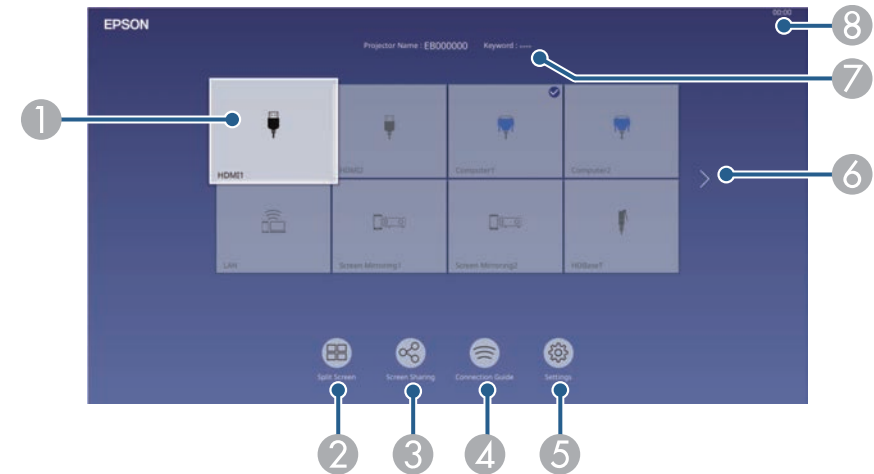 EPSON
00:00
8
Projector Name : EB000000 Keyword : ----
7
1
HDMI1
HDMI2
Computer1
Computer2
6
LAN
Screen Mirroring1
Screen Mirroring2
HDBaseT
Split Screen
Screen Sharing
Connection Guide
Settings
2
3
4
5